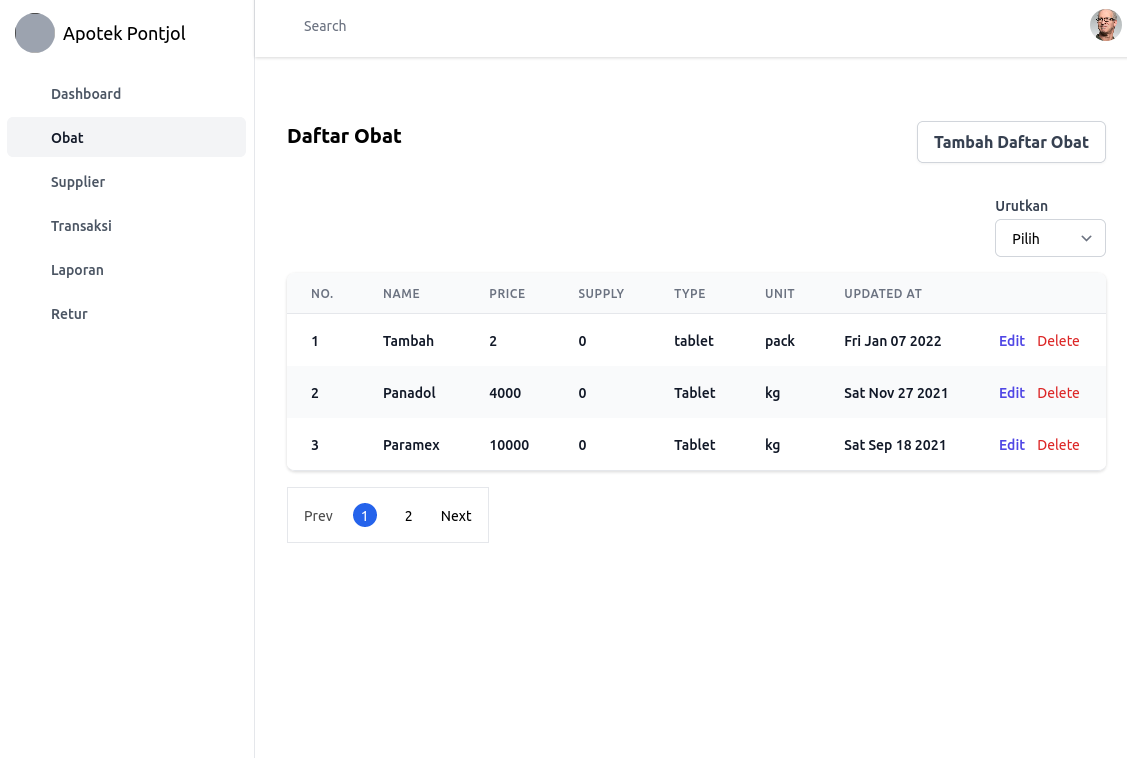 Apotek Pontjol
Search
Dashboard
Obat
Supplier
Transaksi
Laporan
Retur
Daftar Obat
Tambah Daftar Obat
Urutkan
Pilih
NO. NAME PRICE SUPPLY TYPE UNIT UPDATED AT
1 Tambah 2 0 tablet pack Fri Jan 07 2022 Edit Delete
2 Panadol 4000 0 Tablet kg Sat Nov 27 2021 Edit Delete
3 Paramex 10000 0 Tablet kg Sat Sep 18 2021 Edit Delete
Prev 1 2 Next